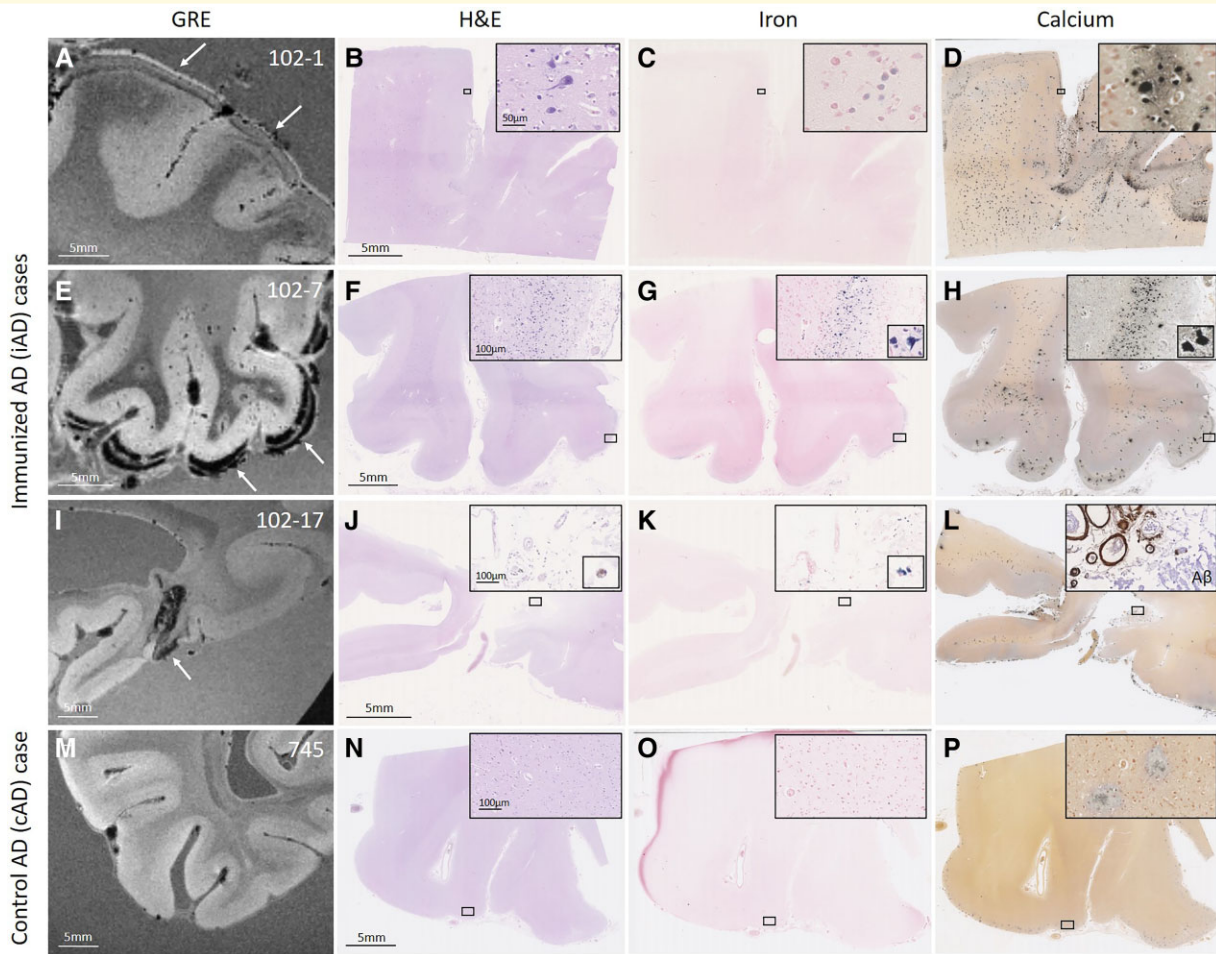 GRE H&E Iron Calcium
Immunized AD (iAD) cases
A 102-1 B C D
50µm
5mm 5mm
E 102-7 F G H
100µm
5mm 5mm
I 102-17 J K L
100µm Aβ
5mm 5mm
Control AD (cAD) case
M 745 N O P
100µm
5mm 5mm